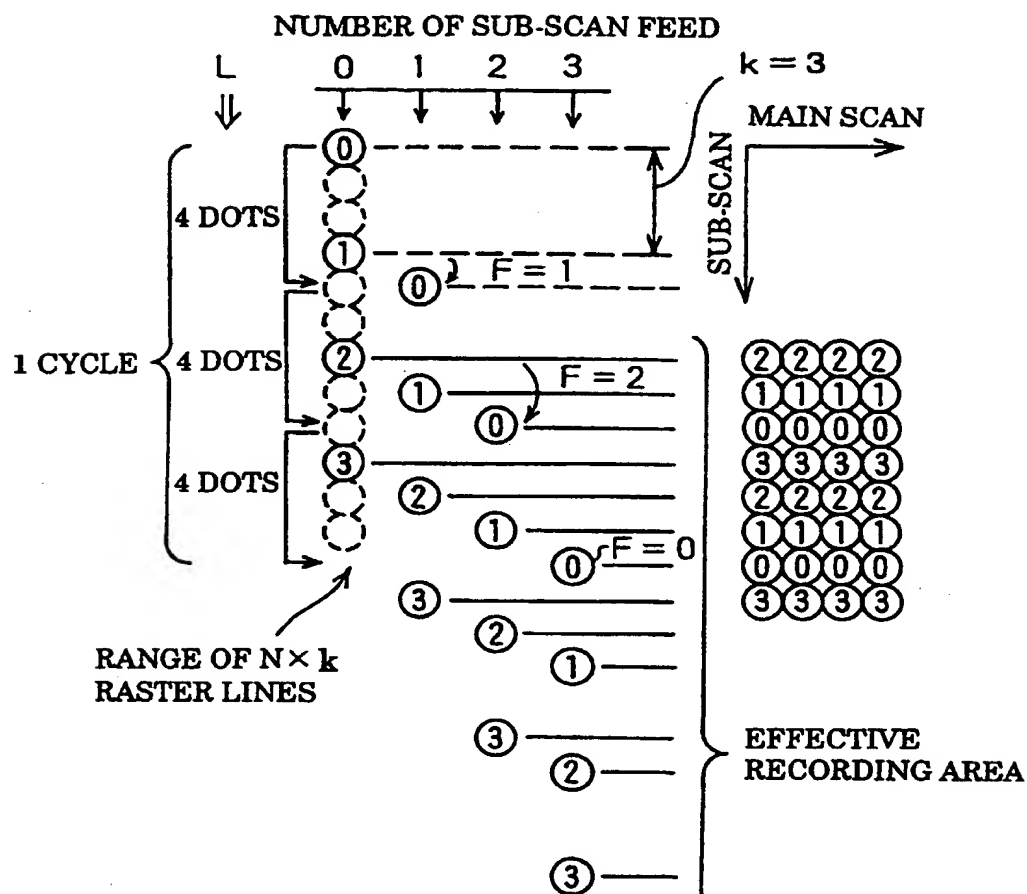 NUMBER OF SUB-SCAN FEED
L 0 1 2 3 k = 3
MAIN SCAN
SUB-SCAN
0
4 DOTS
1
F = 1
0
1 CYCLE
4 DOTS
2 2 2 2 2
F = 2
1 1 1 1 1
0 0 0 0 0
4 DOTS
3 3 3 3 3
2 2 2 2 2
1 1 1 1 1
0 F = 0 0 0 0 0
3 3 3 3 3
RANGE OF N × k
RASTER LINES
2
1
3
2
EFFECTIVE
RECORDING AREA
3